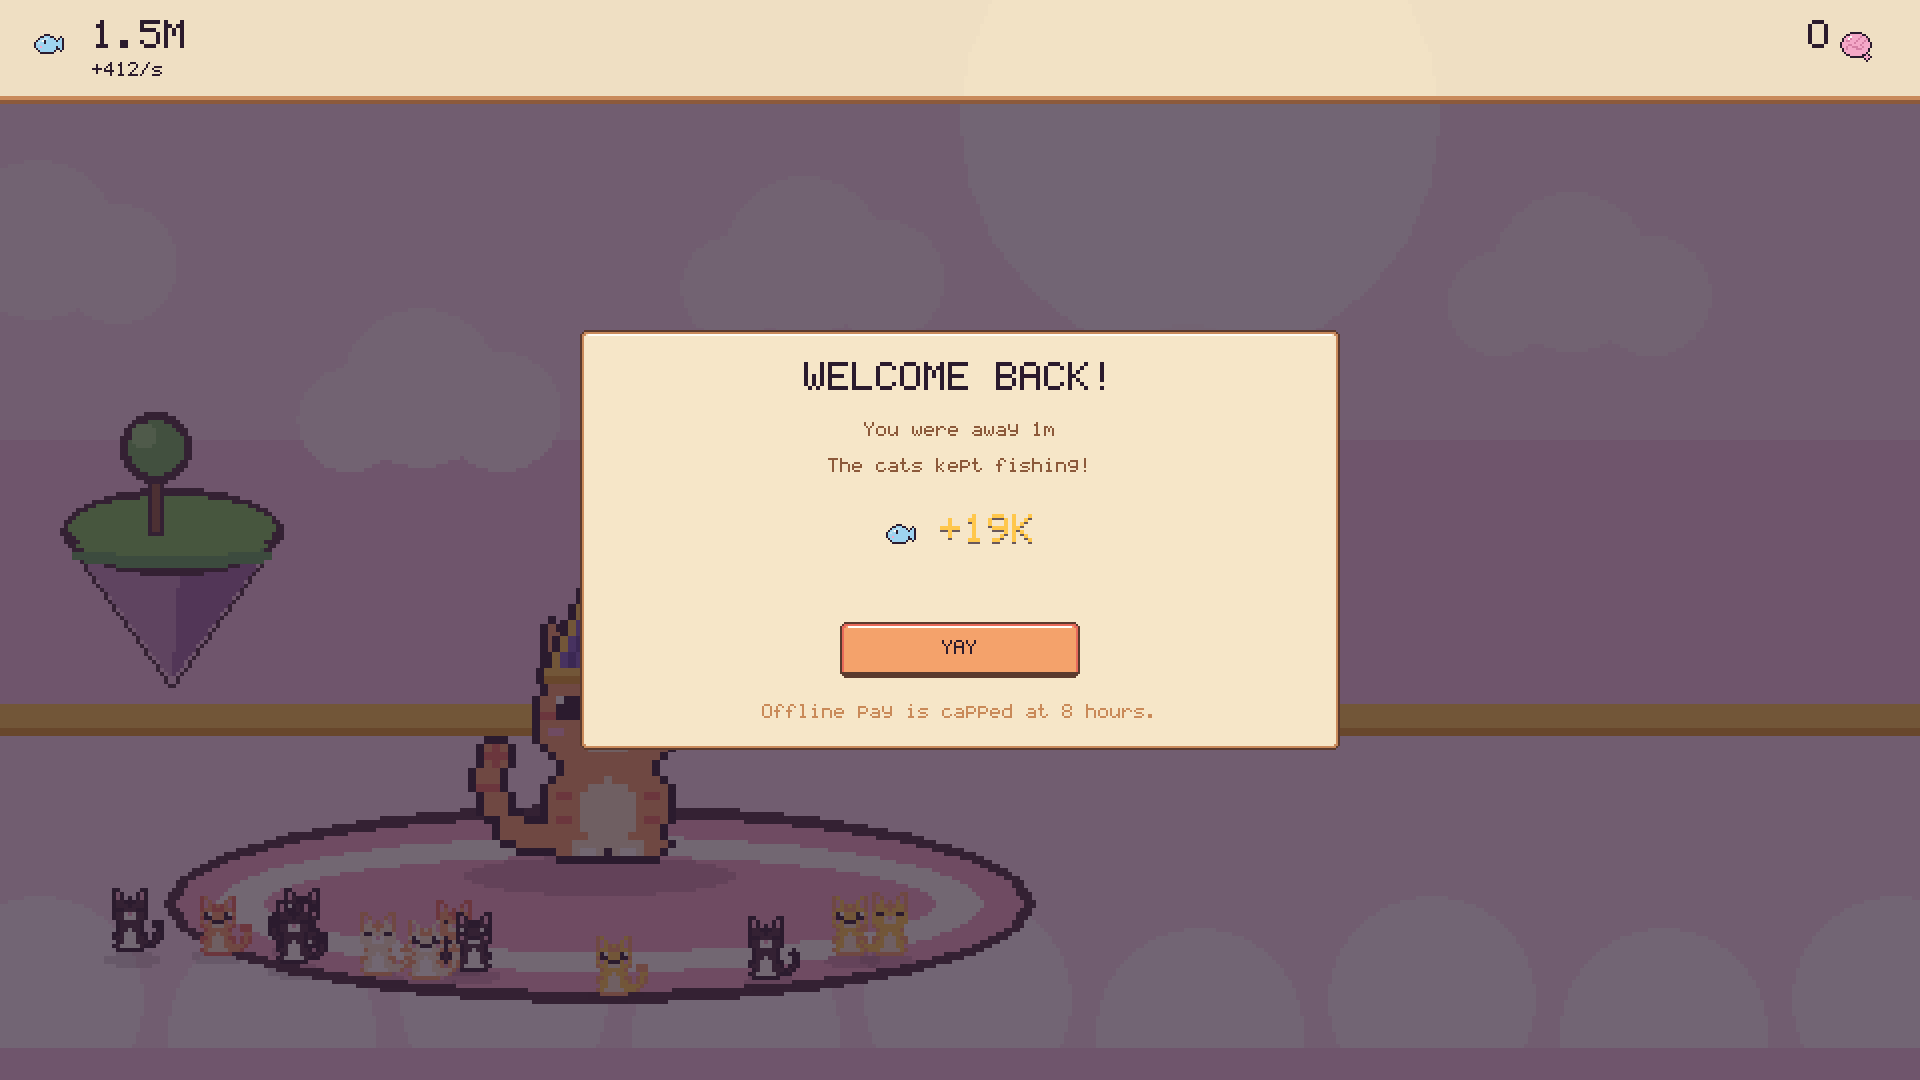 1.5M
+412/s
0
WELCOME BACK!
You were away 1m
The cats kept fishing!
+19K
YAY
Offline pay is capped at 8 hours.